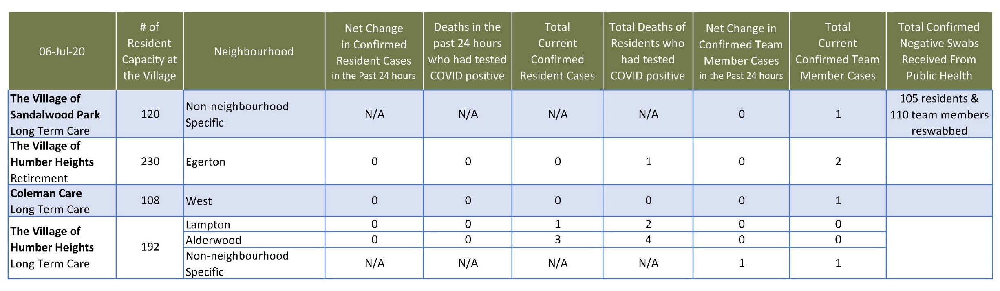 06-Jul-20
# of
Resident
Capacity at
the Village
Neighbourhood
Net Change
in Confirmed
Resident Cases
in the Past 24 hours
Deaths in the
past 24 hours
who had tested
COVID positive
Total
Current
Confirmed
Resident Cases
Total Deaths of
Residents who
had tested
COVID positive
Net Change in
Confirmed Team
Member Cases
in the Past 24 hours
Total
Current
Confirmed Team
Member Cases
Total Confirmed
Negative Swabs
Received From
Public Health
The Village of
Sandalwood Park
Long Term Care
120
Non-neighbourhood
Specific
N/A
N/A
N/A
N/A
0
1
105 residents &
110 team members
reswabbed
The Village of
Humber Heights
Retirement
230
Egerton
0
0
0
1
0
2
Coleman Care
Long Term Care
108
West
0
0
0
0
0
1
The Village of
Humber Heights
Long Term Care
192
Lampton
0
0
1
2
0
0
Alderwood
0
0
3
4
0
0
Non-neighbourhood
Specific
N/A
N/A
N/A
N/A
1
1